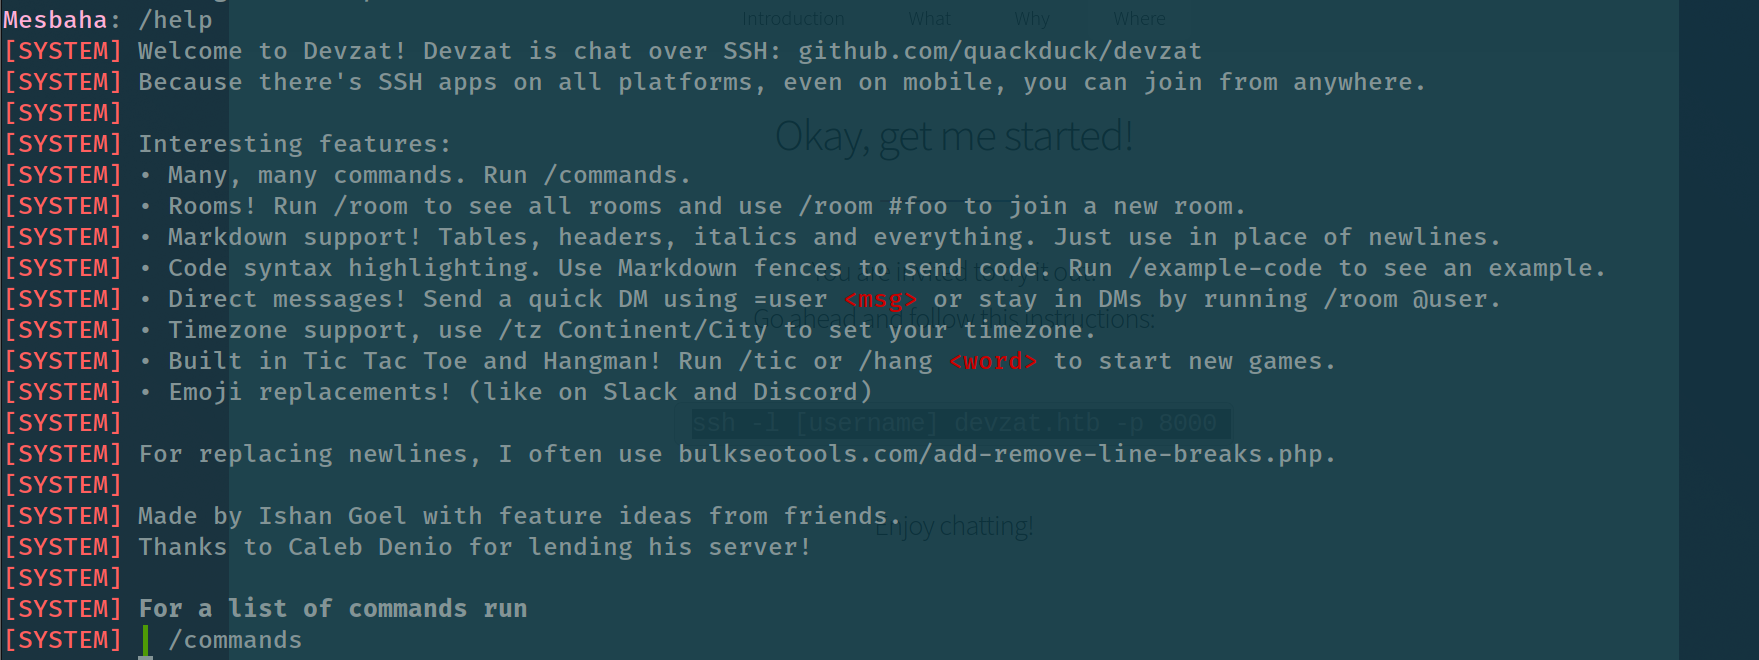 Introduction What Why Where
Mesbaha: /help
[SYSTEM] Welcome to Devzat! Devzat is chat over SSH: github.com/quackduck/devzat
[SYSTEM] Because there's SSH apps on all platforms, even on mobile, you can join from anywhere.
[SYSTEM]
Okay, get me started!
[SYSTEM] Interesting features:
[SYSTEM] • Many, many commands. Run /commands.
[SYSTEM] • Rooms! Run /room to see all rooms and use /room #foo to join a new room.
[SYSTEM] • Markdown support! Tables, headers, italics and everything. Just use in place of newlines.
[SYSTEM] • Code syntax highlighting. Use Markdown fences to send code. Run /example-code to see an example.
You are invited to try it out.
[SYSTEM] • Direct messages! Send a quick DM using =user <msg> or stay in DMs by running /room @user.
Go ahead and follow this instructions:
[SYSTEM] • Timezone support, use /tz Continent/City to set your timezone.
[SYSTEM] • Built in Tic Tac Toe and Hangman! Run /tic or /hang <word> to start new games.
[SYSTEM] • Emoji replacements! (like on Slack and Discord)
[SYSTEM]
ssh -l [username] devzat.htb -p 8000
[SYSTEM] For replacing newlines, I often use bulkseotools.com/add-remove-line-breaks.php.
[SYSTEM]
[SYSTEM] Made by Ishan Goel with feature ideas from friends.
Enjoy chatting!
[SYSTEM] Thanks to Caleb Denio for lending his server!
[SYSTEM]
[SYSTEM] For a list of commands run
[SYSTEM] /commands